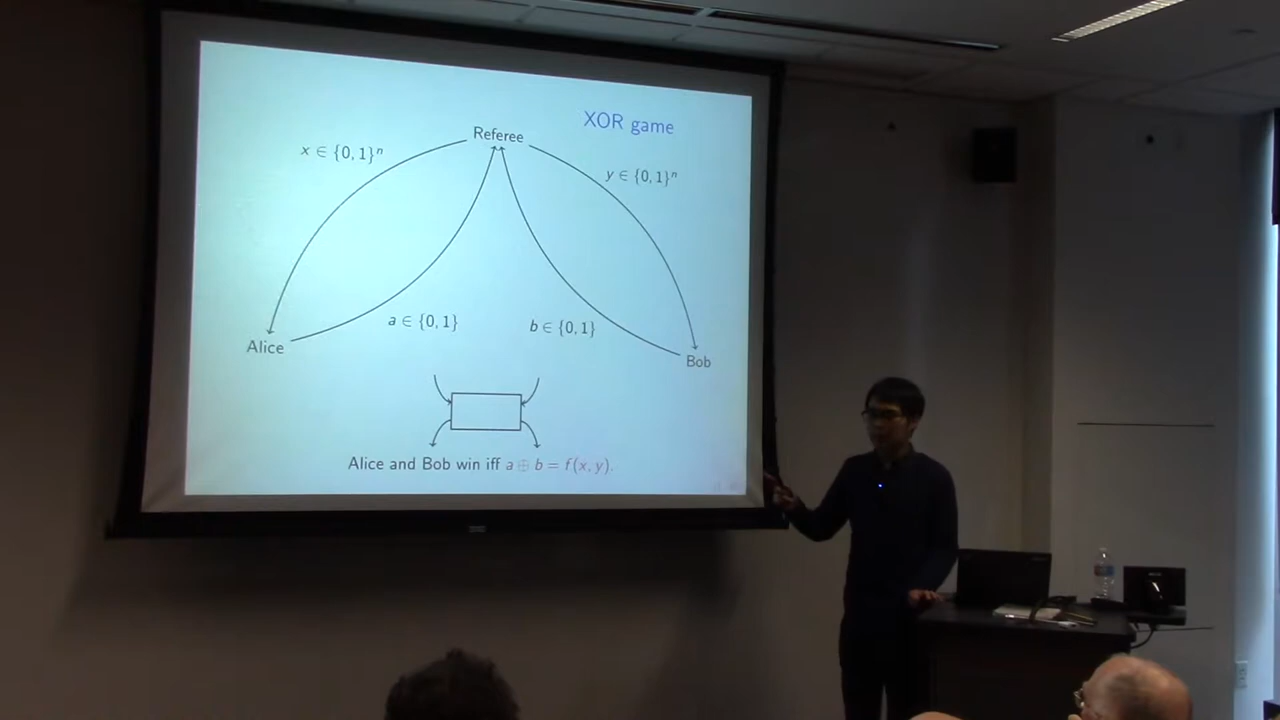 XOR game
Referee
x ∈ {0, 1}ⁿ
y ∈ {0, 1}ⁿ
a ∈ {0, 1}
b ∈ {0, 1}
Alice
Bob
Alice and Bob win iff a ⊕ b = f(x, y).